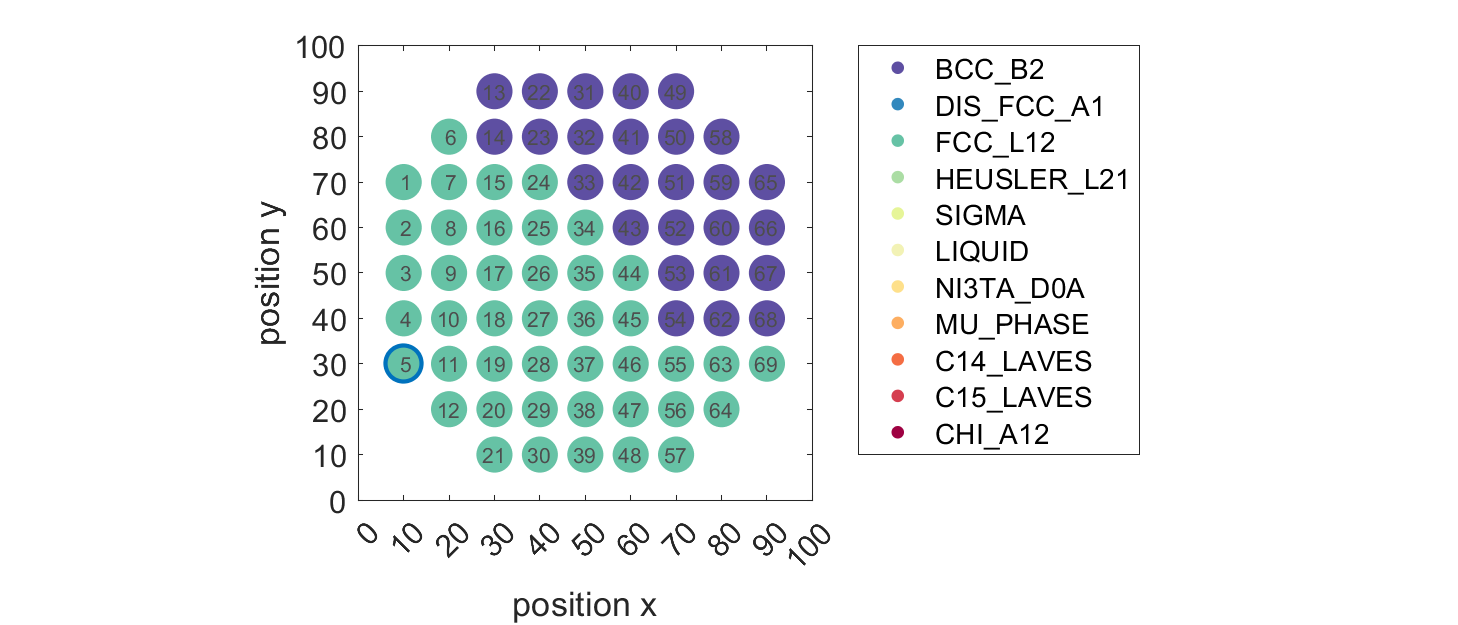 100
90
80
70
60
50
40
30
20
10
0
position y
13 22 31 40 49
6 14 23 32 41 50 58
1 7 15 24 33 42 51 59 65
2 8 16 25 34 43 52 60 66
3 9 17 26 35 44 53 61 67
4 10 18 27 36 45 54 62 68
5 11 19 28 37 46 55 63 69
12 20 29 38 47 56 64
21 30 39 48 57
0 10 20 30 40 50 60 70 80 90 100
position x
BCC_B2
DIS_FCC_A1
FCC_L12
HEUSLER_L21
SIGMA
LIQUID
NI3TA_D0A
MU_PHASE
C14_LAVES
C15_LAVES
CHI_A12